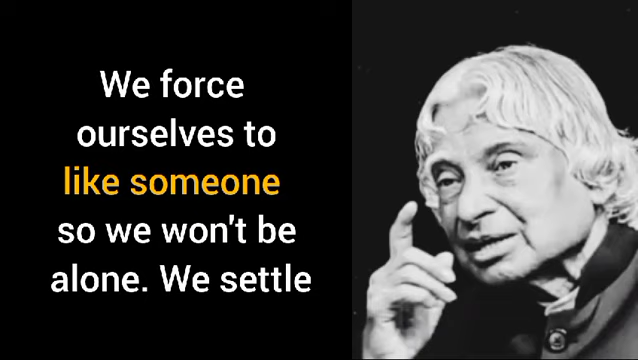 We force
ourselves to
like someone
so we won't be
alone. We settle